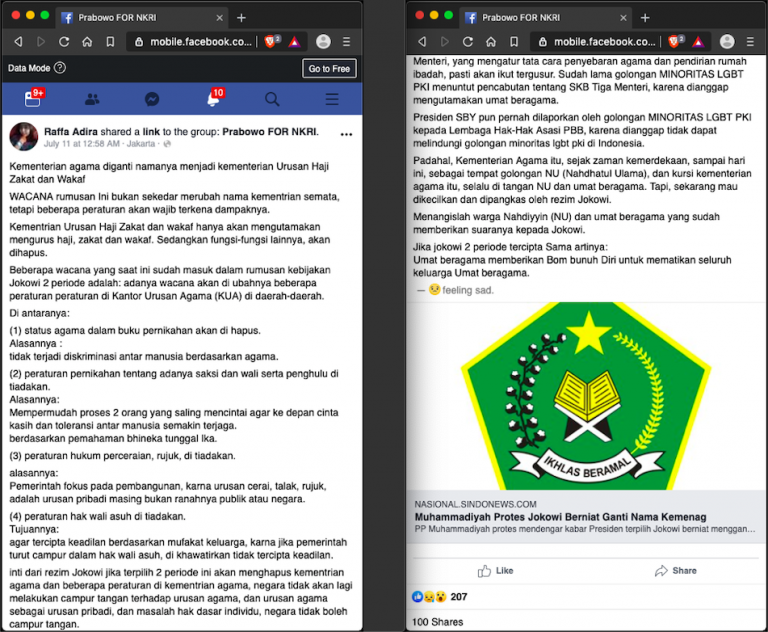 Prabowo FOR NKRI
mobile.facebook.co...
2
Data Mode ?
Go to Free
9+
10
Raffa Adira shared a link to the group: Prabowo FOR NKRI.
July 11 at 12:58 AM · Jakarta ·
Kementerian agama diganti namanya menjadi kementerian Urusan Haji
Zakat dan Wakaf
WACANA rumusan Ini bukan sekedar merubah nama kementrian semata,
tetapi beberapa peraturan akan wajib terkena dampaknya.
Kementrian Urusan Haji Zakat dan wakaf hanya akan mengutamakan
mengurus haji, zakat dan wakaf. Sedangkan fungsi-fungsi lainnya, akan
dihapus.
Beberapa wacana yang saat ini sudah masuk dalam rumusan kebijakan
Jokowi 2 periode adalah: adanya wacana akan di ubahnya beberapa
peraturan peraturan di Kantor Urusan Agama (KUA) di daerah-daerah.
Di antaranya:
(1) status agama dalam buku pernikahan akan di hapus.
Alasannya :
tidak terjadi diskriminasi antar manusia berdasarkan agama.
(2) peraturan pernikahan tentang adanya saksi dan wali serta penghulu di
tiadakan.
Alasannya:
Mempermudah proses 2 orang yang saling mencintai agar ke depan cinta
kasih dan toleransi antar manusia semakin terjaga.
berdasarkan pemahaman bhineka tunggal Ika.
(3) peraturan hukum perceraian, rujuk, di tiadakan.
alasannya:
Pemerintah fokus pada pembangunan, karna urusan cerai, talak, rujuk,
adalah urusan pribadi masing bukan ranahnya publik atau negara.
(4) peraturan hak wali asuh di tiadakan.
Tujuannya:
agar tercipta keadilan berdasarkan mufakat keluarga, karna jika pemerintah
turut campur dalam hak wali asuh, di khawatirkan tidak tercipta keadilan.
inti dari rezim Jokowi jika terpilih 2 periode ini akan menghapus kementrian
agama dan beberapa peraturan di kementrian agama, negara tidak akan lagi
melakukan campur tangan terhadap urusan agama, dan urusan agama
sebagai urusan pribadi, dan masalah hak dasar individu, negara tidak boleh
campur tangan.
Prabowo FOR NKRI
mobile.facebook.co...
2
Menteri, yang mengatur tata cara penyebaran agama dan pendirian rumah
ibadah, pasti akan ikut tergusur. Sudah lama golongan MINORITAS LGBT
PKI menuntut pencabutan tentang SKB Tiga Menteri, karena dianggap
mengutamakan umat beragama.
Presiden SBY pun pernah dilaporkan oleh golongan MINORITAS LGBT PKI
kepada Lembaga Hak-Hak Asasi PBB, karena dianggap tidak dapat
melindungi golongan minoritas lgbt pki di Indonesia.
Padahal, Kementerian Agama itu, sejak zaman kemerdekaan, sampai hari
ini, sebagai tempat golongan NU (Nahdhatul Ulama), dan kursi kementerian
agama itu, selalu di tangan NU dan umat beragama. Tapi, sekarang mau
dikecilkan dan dipangkas oleh rezim Jokowi.
Menangislah warga Nahdiyyin (NU) dan umat beragama yang sudah
memberikan suaranya kepada Jokowi.
Jika jokowi 2 periode tercipta Sama artinya:
Umat beragama memberikan Bom bunuh Diri untuk mematikan seluruh
keluarga Umat beragama.
— feeling sad.
IKHLAS BERAMAL
NASIONAL.SINDONEWS.COM
Muhammadiyah Protes Jokowi Berniat Ganti Nama Kemenag
PP Muhammadiyah protes mendengar kabar Presiden terpilih Jokowi berniat menggan...
Like
Share
207
100 Shares